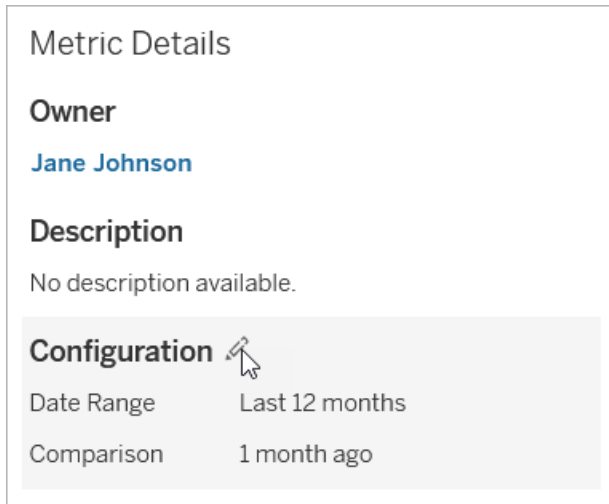 Metric Details
Owner
Jane Johnson
Description
No description available.
Configuration
Date Range Last 12 months
Comparison 1 month ago